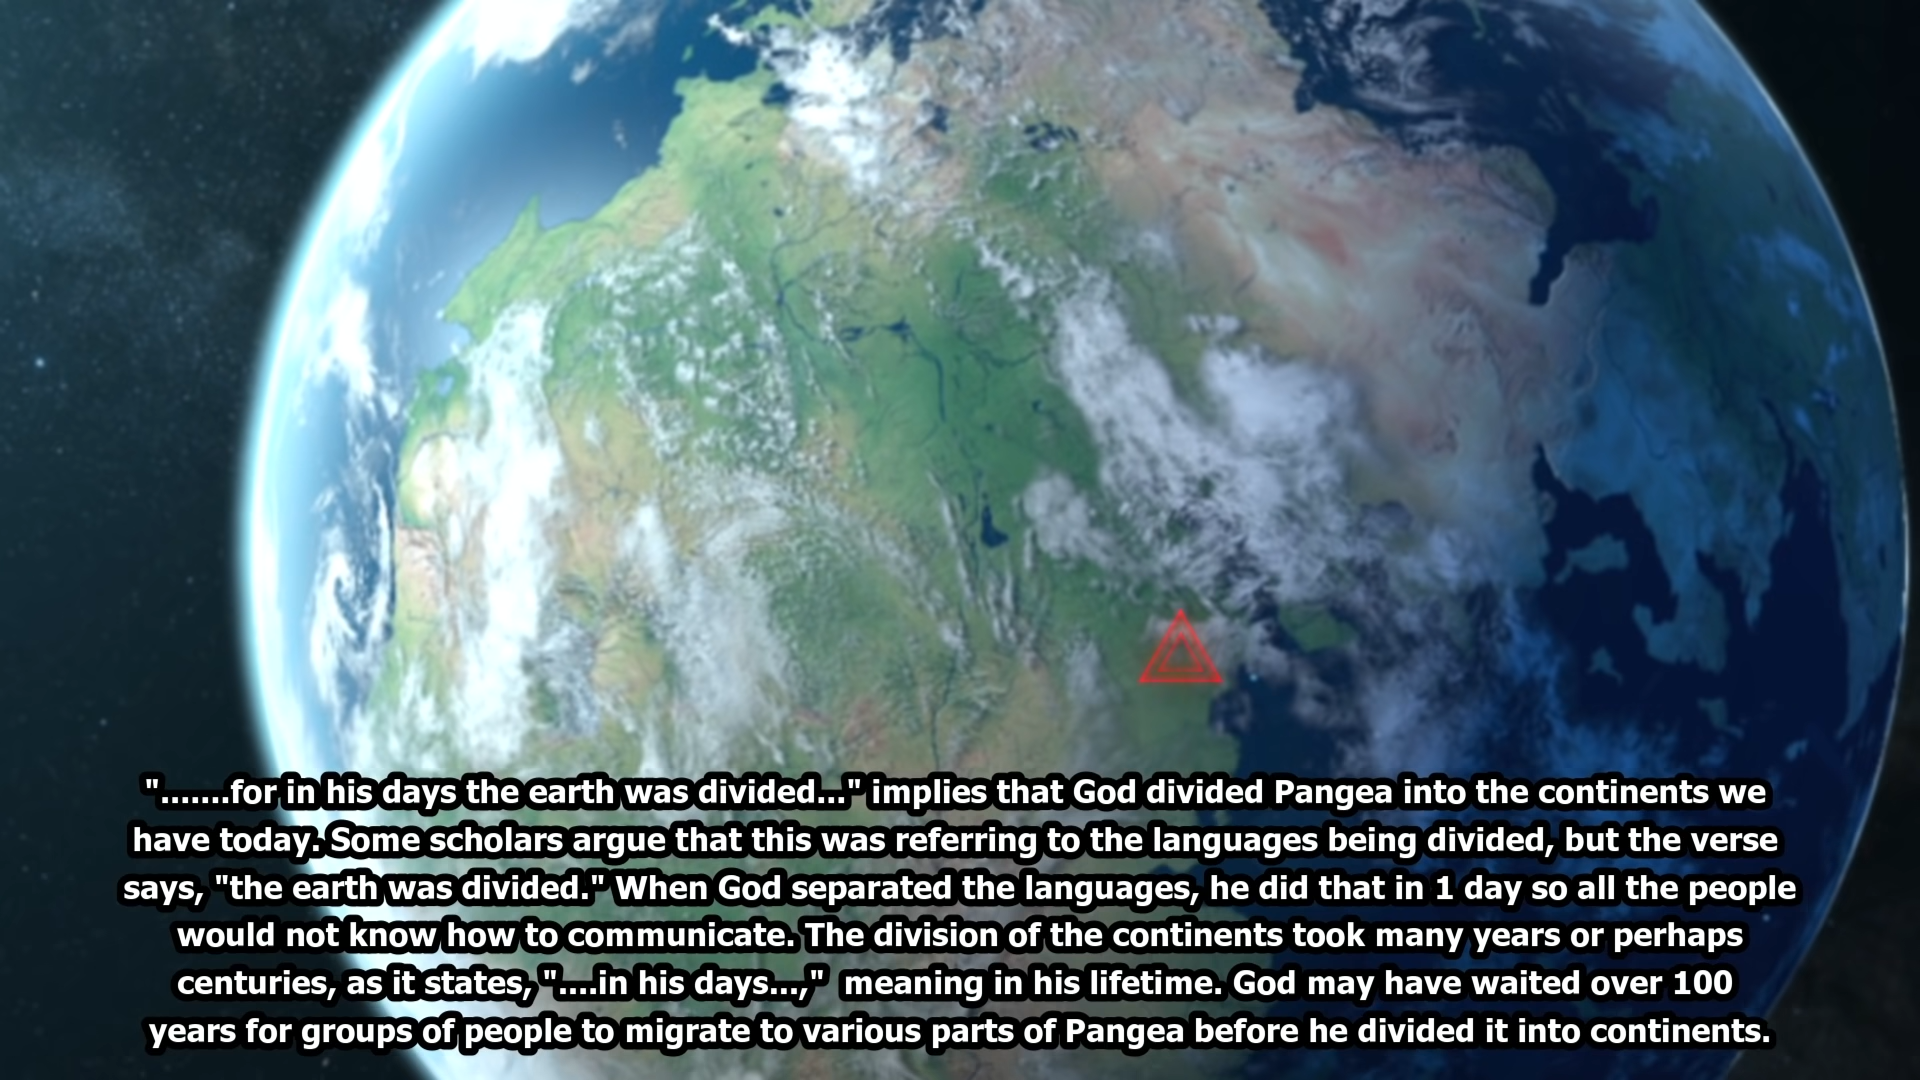 ".......for in his days the earth was divided..." implies that God divided Pangea into the continents we
have today. Some scholars argue that this was referring to the languages being divided, but the verse
says, "the earth was divided." When God separated the languages, he did that in 1 day so all the people
would not know how to communicate. The division of the continents took many years or perhaps
centuries, as it states, "....in his days...,"  meaning in his lifetime. God may have waited over 100
years for groups of people to migrate to various parts of Pangea before he divided it into continents.